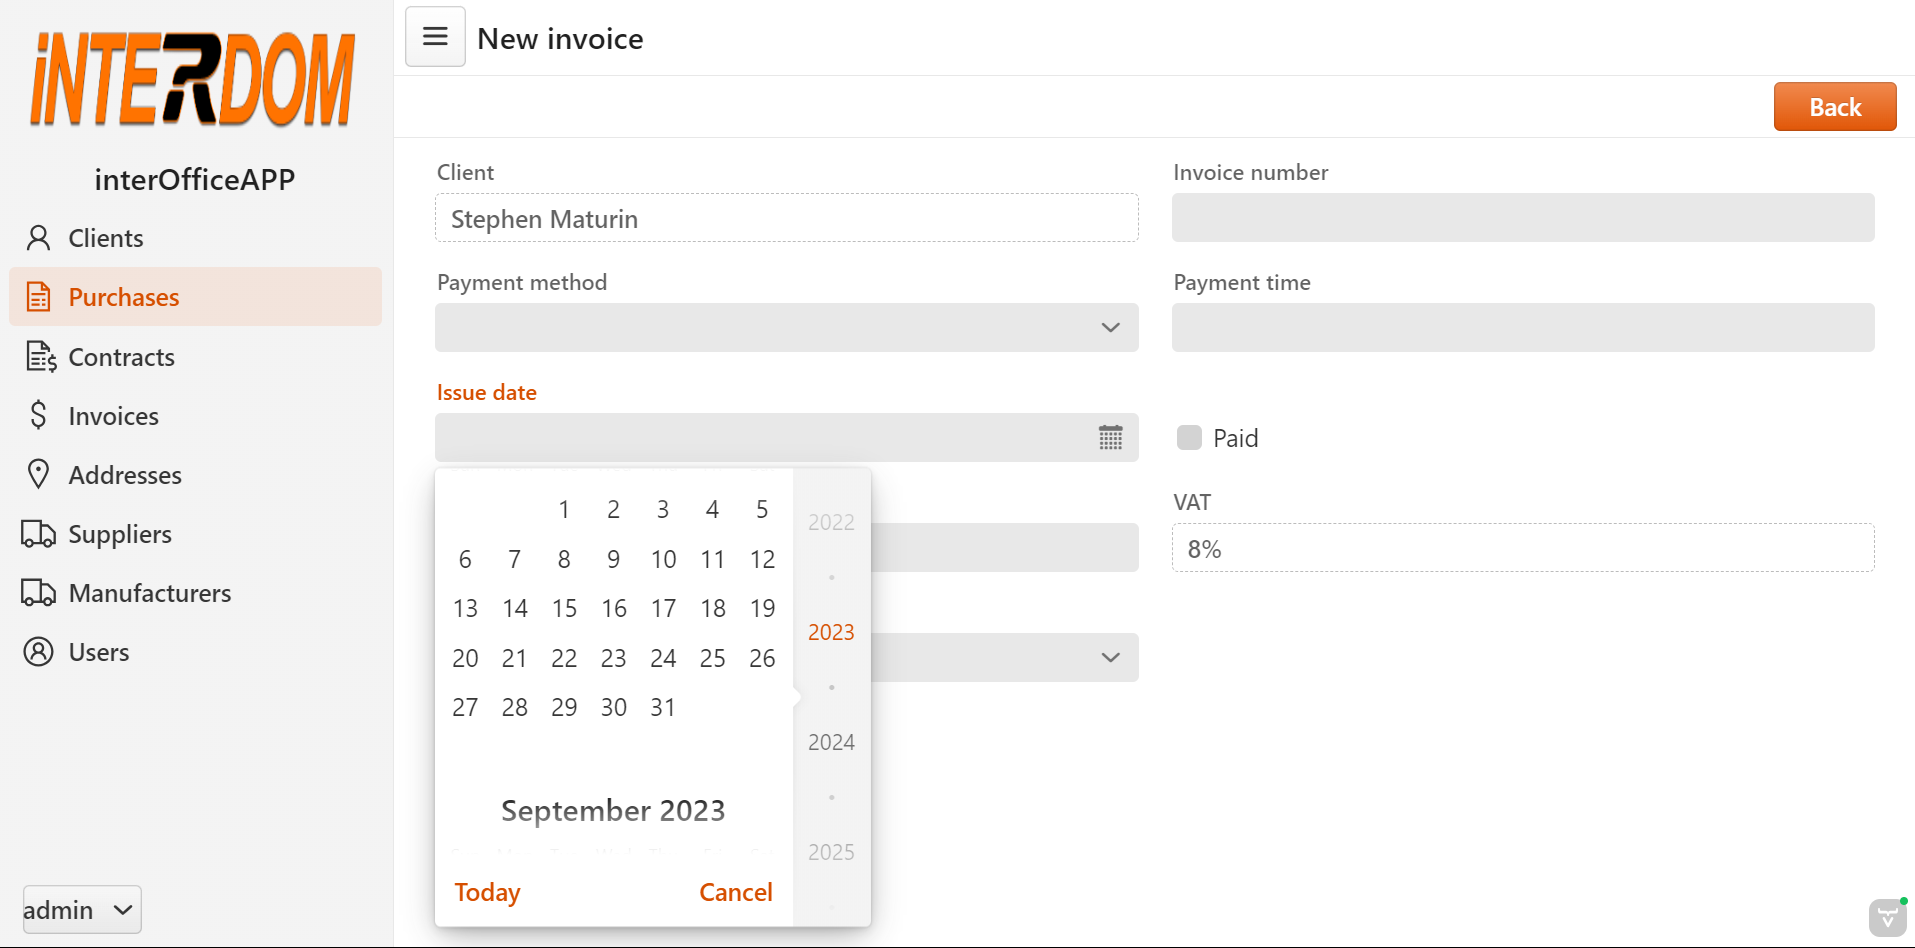 iNTERDOM
interOfficeAPP
Clients
Purchases
Contracts
Invoices
Addresses
Suppliers
Manufacturers
Users
admin
New invoice
Back
Client
Stephen Maturin
Invoice number
Payment method
Payment time
Issue date
Paid
VAT
8%
1 2 3 4 5
6 7 8 9 10 11 12
13 14 15 16 17 18 19
20 21 22 23 24 25 26
27 28 29 30 31
September 2023
Today
Cancel
2022
2023
2024
2025